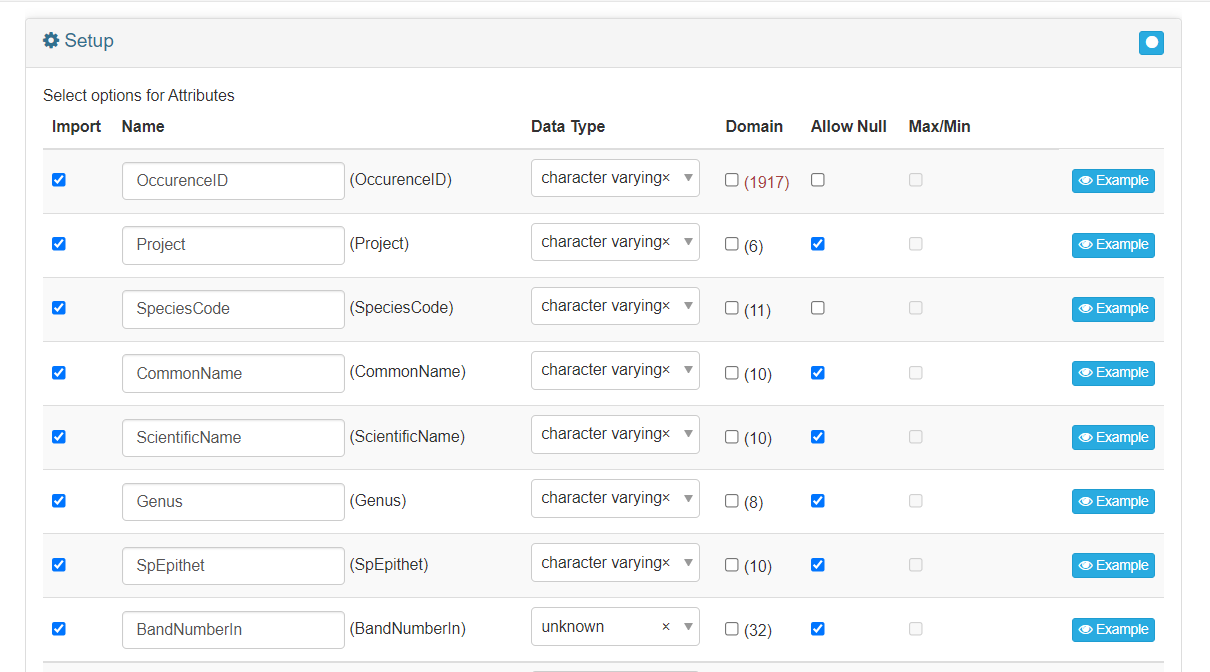 Setup
Select options for Attributes
Import Name Data Type Domain Allow Null Max/Min
OccurenceID (OccurenceID) character varying× (1917) Example
Project (Project) character varying× (6) Example
SpeciesCode (SpeciesCode) character varying× (11) Example
CommonName (CommonName) character varying× (10) Example
ScientificName (ScientificName) character varying× (10) Example
Genus (Genus) character varying× (8) Example
SpEpithet (SpEpithet) character varying× (10) Example
BandNumberIn (BandNumberIn) unknown × (32) Example